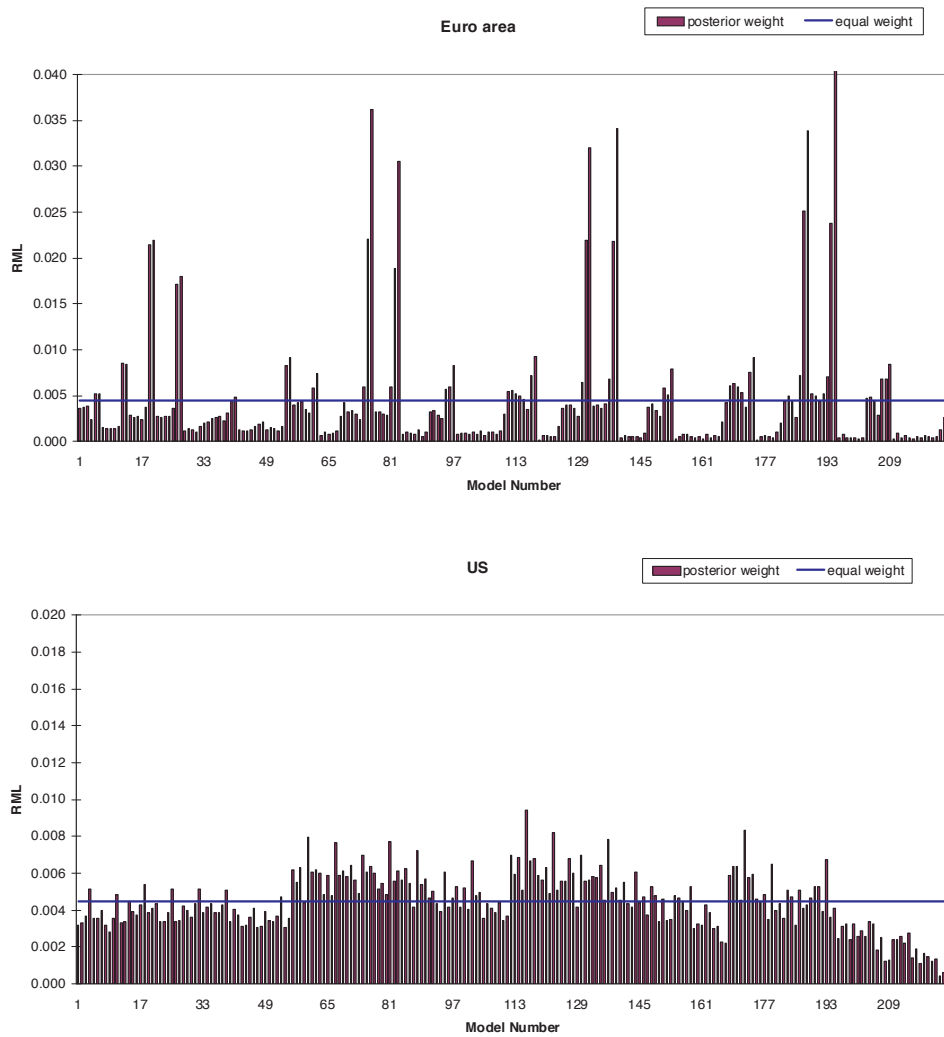 Euro area
posterior weight equal weight
0.040
0.035
0.030
0.025
0.020
0.015
0.010
0.005
0.000
RML
1 17 33 49 65 81 97 113 129 145 161 177 193 209
Model Number
US
posterior weight equal weight
0.020
0.018
0.016
0.014
0.012
0.010
0.008
0.006
0.004
0.002
0.000
RML
1 17 33 49 65 81 97 113 129 145 161 177 193 209
Model Number